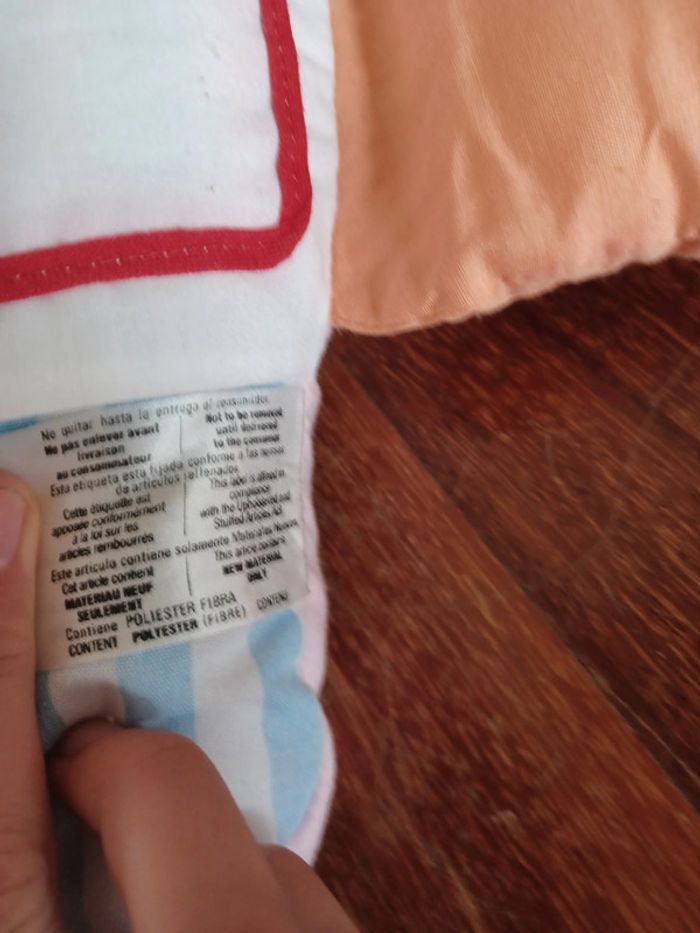 No quitar hasta la entrega al consumidor.
Ne pas enlever avant
livraison
au consommateur
Not to be removed
until delivered
to the consumer
Esta etiqueta esta fijada conforme a las
de articulos rellenados
Cette étiquette est
apposée conformément
à la loi sur les
articles rembourrés
This label is affixed in
compliance
with the Upholstered and
Stuffed Articles Act
Este articulo contiene solamente Materiales Nuevos
Cet article contient
MATERIAU NEUF
SEULEMENT
This article contains
NEW MATERIAL
ONLY
Contiene POLIESTER FIBRA
CONTENT POLYESTER (FIBRE) CONTENU